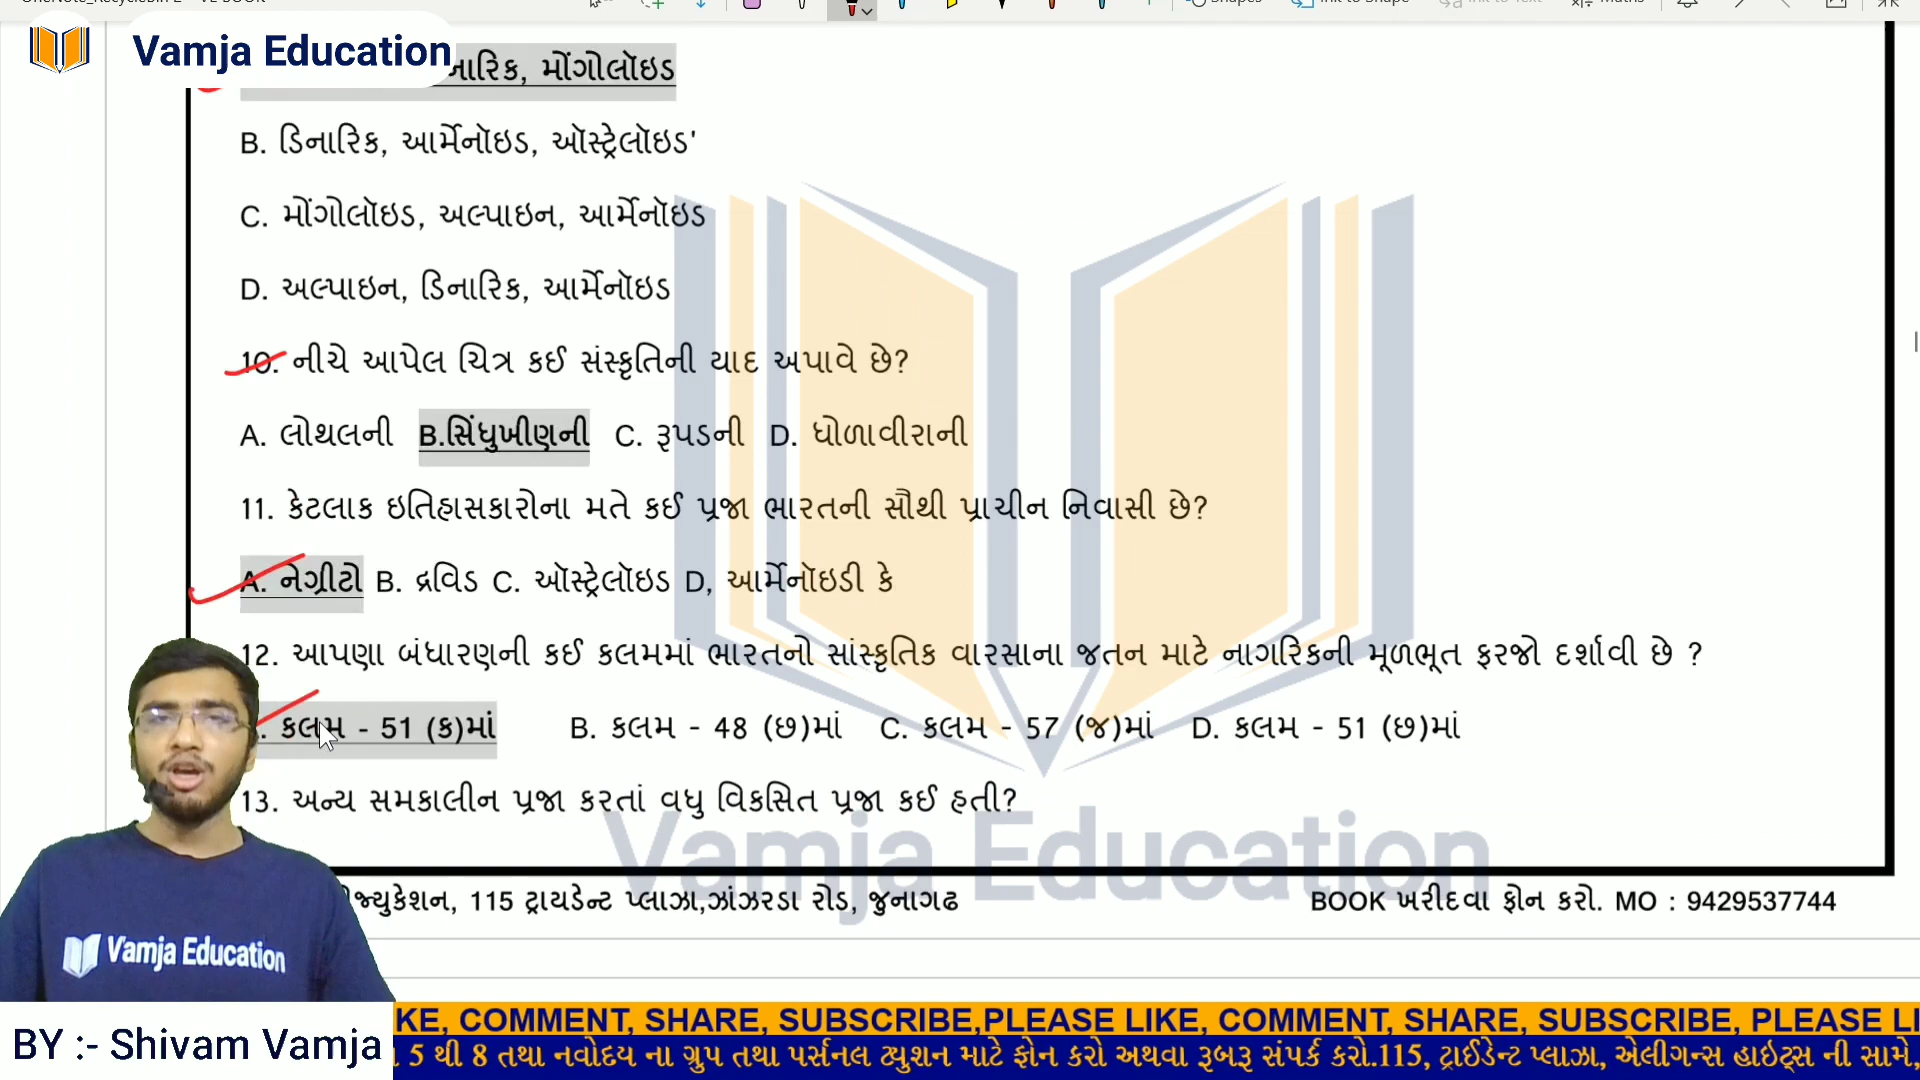 Vamja Education
નારિક, મોંગોલૉઇડ
B. ડિનારિક, આર્મેનૉઇડ, ઑસ્ટ્રેલૉઇડ'
C. મોંગોલૉઇડ, અલ્પાઇન, આર્મેનૉઇડ
D. અલ્પાઇન, ડિનારિક, આર્મેનૉઇડ
10. નીચે આપેલ ચિત્ર કઈ સંસ્કૃતિની યાદ અપાવે છે?
A. લોથલની B.સિંધુખીણની C. રૂપડની D. ધોળાવીરાની
11. કેટલાક ઇતિહાસકારોના મતે કઈ પ્રજા ભારતની સૌથી પ્રાચીન નિવાસી છે?
A. નેગ્રીટો B. દ્રવિડ C. ઑસ્ટ્રેલૉઇડ D, આર્મેનૉઇડી કે
12. આપણા બંધારણની કઈ કલમમાં ભારતનો સાંસ્કૃતિક વારસાના જતન માટે નાગરિકની મૂળભૂત ફરજો દર્શાવી છે ?
કલમ - 51 (ક)માં B. કલમ - 48 (છ)માં C. કલમ - 57 (જ)માં D. કલમ - 51 (છ)માં
13. અન્ય સમકાલીન પ્રજા કરતાં વધુ વિકસિત પ્રજા કઈ હતી?
Vamja Education
જ્યુકેશન, 115 ટ્રાયડેન્ટ પ્લાઝા,ઝાંઝરડા રોડ, જુનાગઢ BOOK ખરીદવા ફોન કરો. MO : 9429537744
Vamja Education
KE, COMMENT, SHARE, SUBSCRIBE,PLEASE LIKE, COMMENT, SHARE, SUBSCRIBE, PLEASE LI
BY :- Shivam Vamja
5 થી 8 તથા નવોદય ના ગ્રુપ તથા પર્સનલ ટ્યુશન માટે ફોન કરો અથવા રૂબરૂ સંપર્ક કરો.115, ટ્રાઈડેન્ટ પ્લાઝા, એલીગન્સ હાઇટ્સ ની સામે,